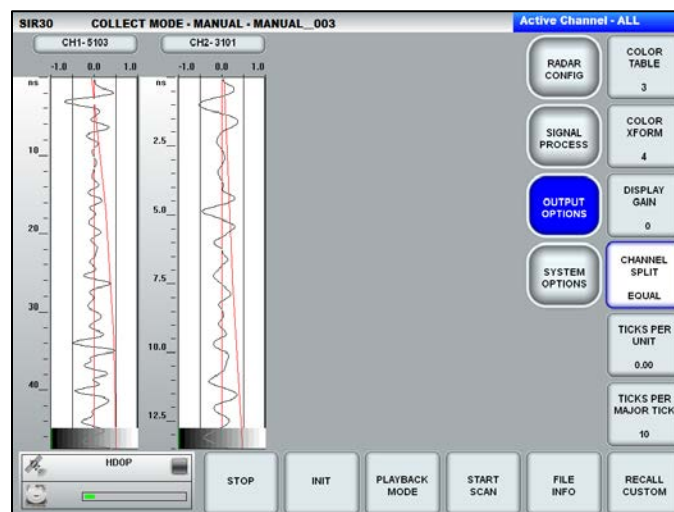 SIR30 COLLECT MODE - MANUAL - MANUAL__003 Active Channel - ALL
CH1- 5103 CH2- 3101
-1.0 0.0 1.0 -1.0 0.0 1.0
ns ns
10
20
30
40
2.5
5.0
7.5
10.0
12.5
RADAR
CONFIG
SIGNAL
PROCESS
OUTPUT
OPTIONS
SYSTEM
OPTIONS
COLOR
TABLE
3
COLOR
XFORM
4
DISPLAY
GAIN
0
CHANNEL
SPLIT
EQUAL
TICKS PER
UNIT
0.00
TICKS PER
MAJOR TICK
10
HDOP
STOP
INIT
PLAYBACK
MODE
START
SCAN
FILE
INFO
RECALL
CUSTOM